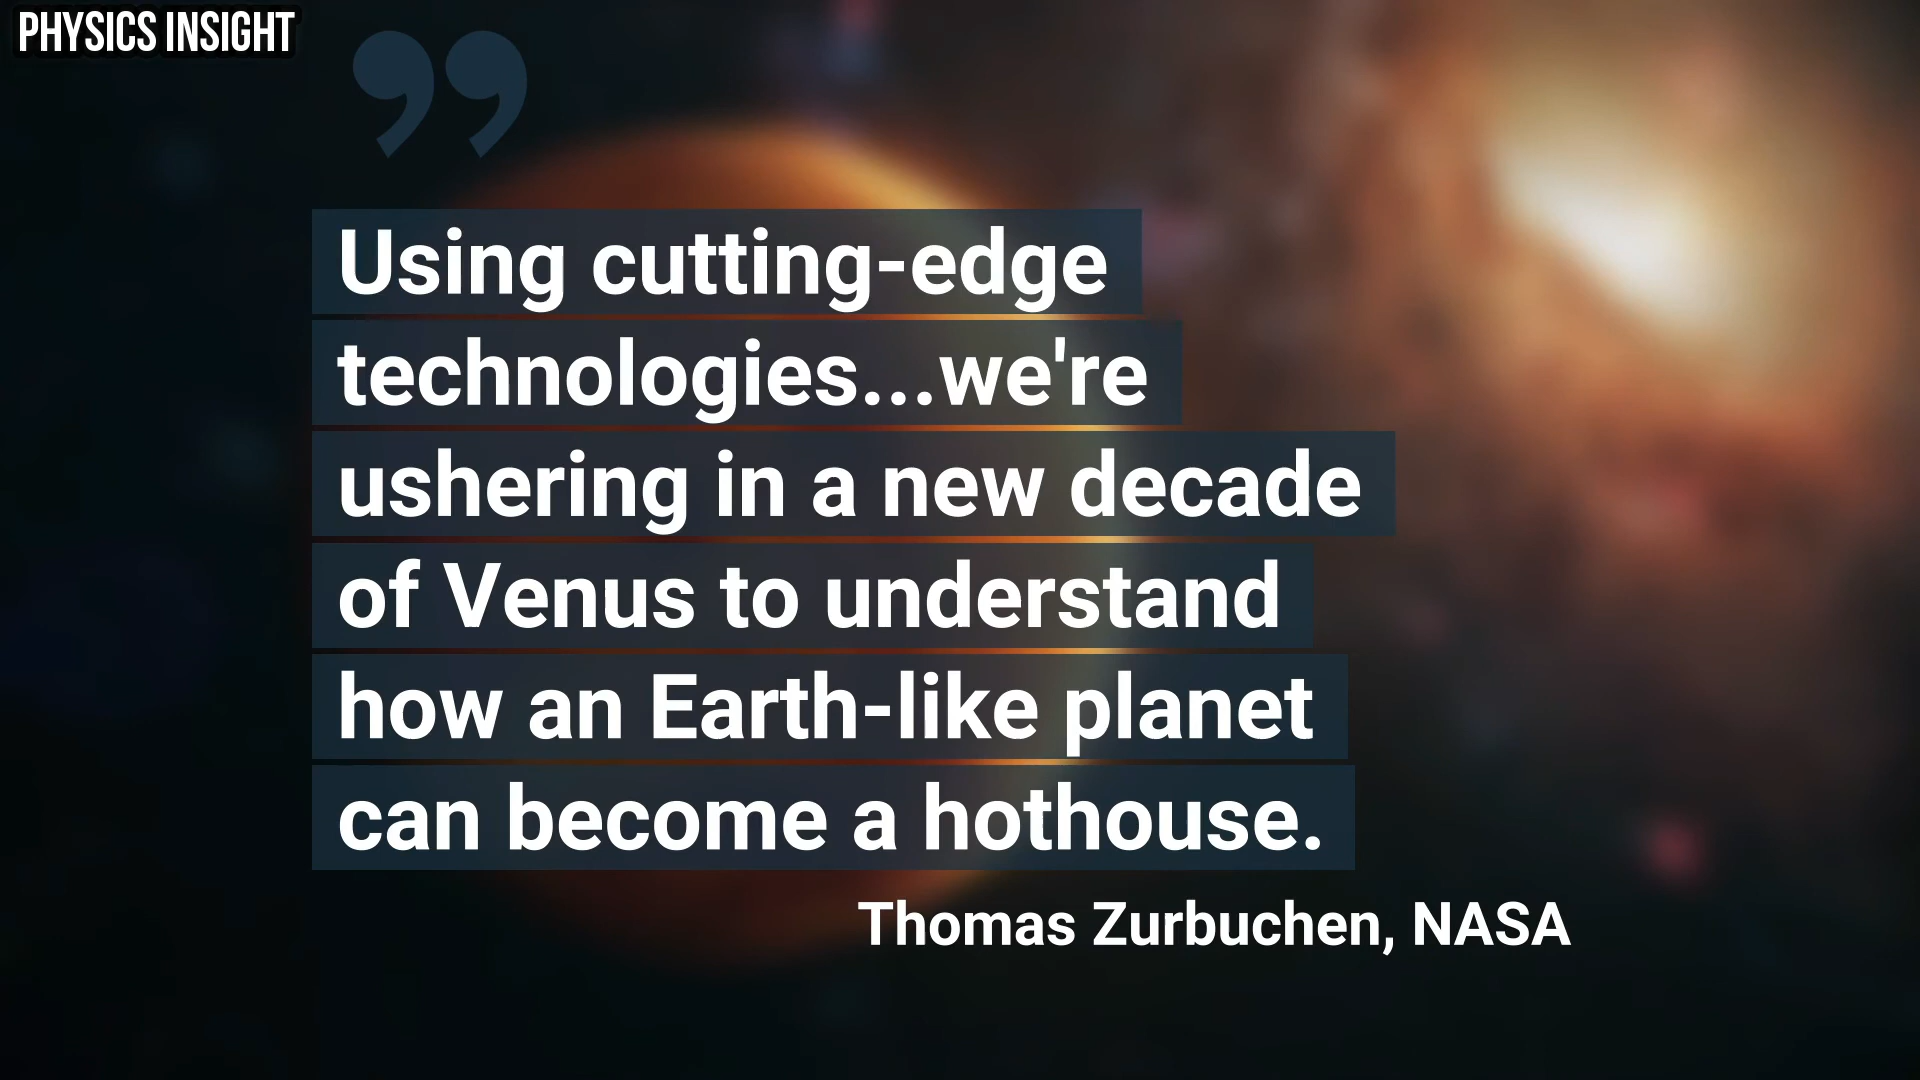 PHYSICS INSIGHT
”
Using cutting-edge
technologies...we're
ushering in a new decade
of Venus to understand
how an Earth-like planet
can become a hothouse.
Thomas Zurbuchen, NASA